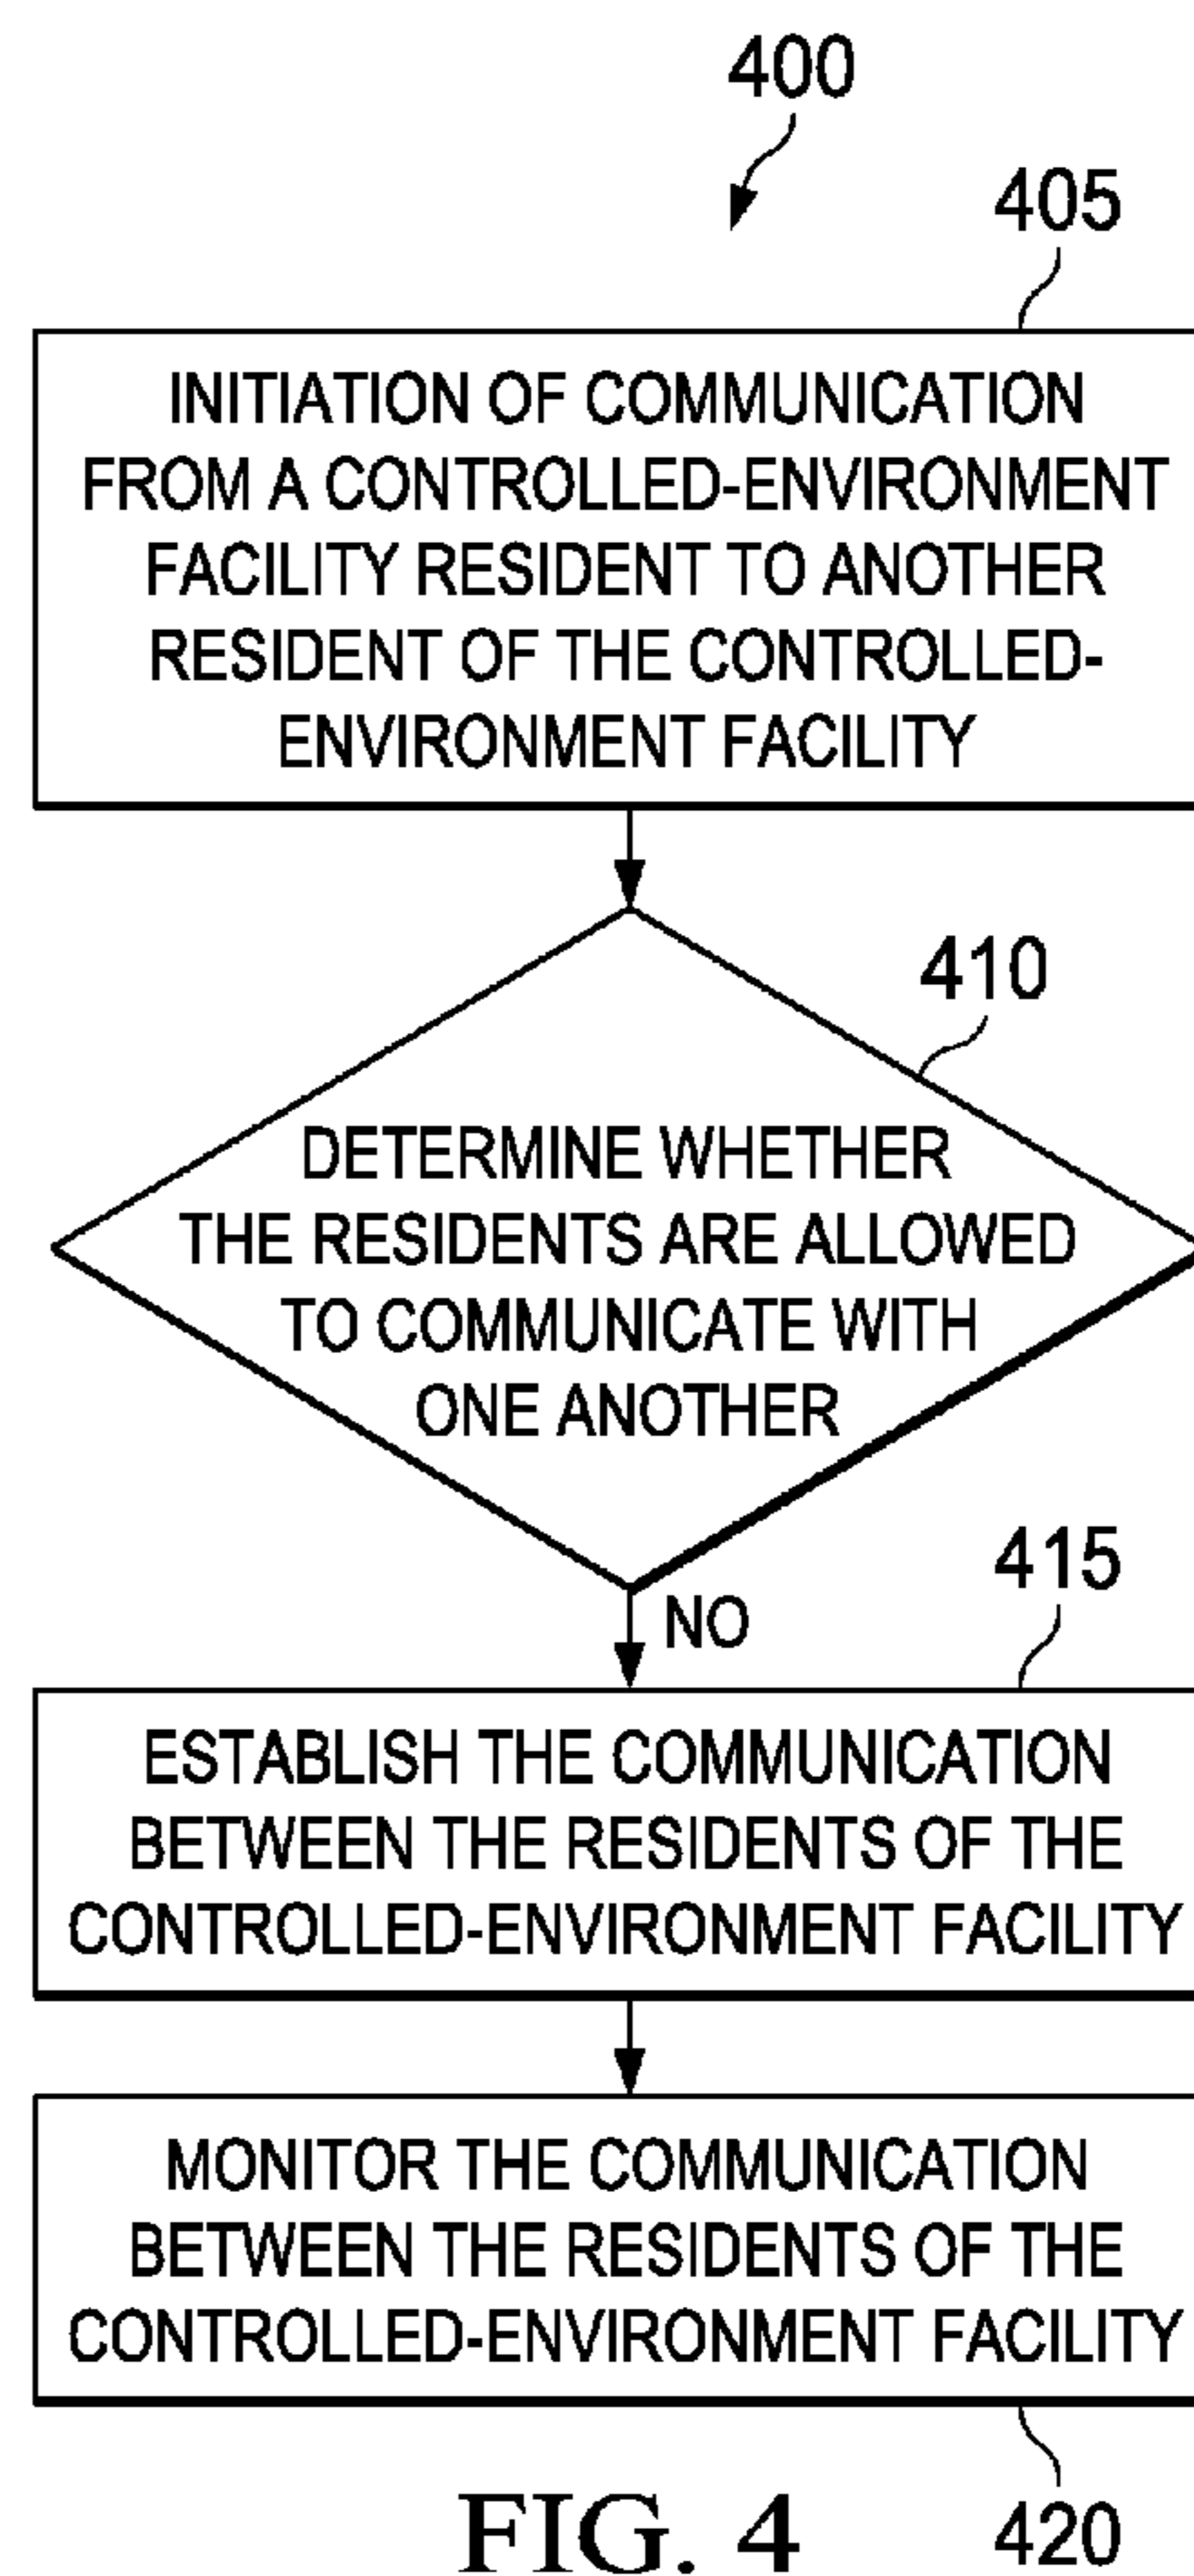 400
405
INITIATION OF COMMUNICATION
FROM A CONTROLLED-ENVIRONMENT
FACILITY RESIDENT TO ANOTHER
RESIDENT OF THE CONTROLLED-
ENVIRONMENT FACILITY
410
DETERMINE WHETHER
THE RESIDENTS ARE ALLOWED
TO COMMUNICATE WITH
ONE ANOTHER
NO
415
ESTABLISH THE COMMUNICATION
BETWEEN THE RESIDENTS OF THE
CONTROLLED-ENVIRONMENT FACILITY
MONITOR THE COMMUNICATION
BETWEEN THE RESIDENTS OF THE
CONTROLLED-ENVIRONMENT FACILITY
420
FIG. 4